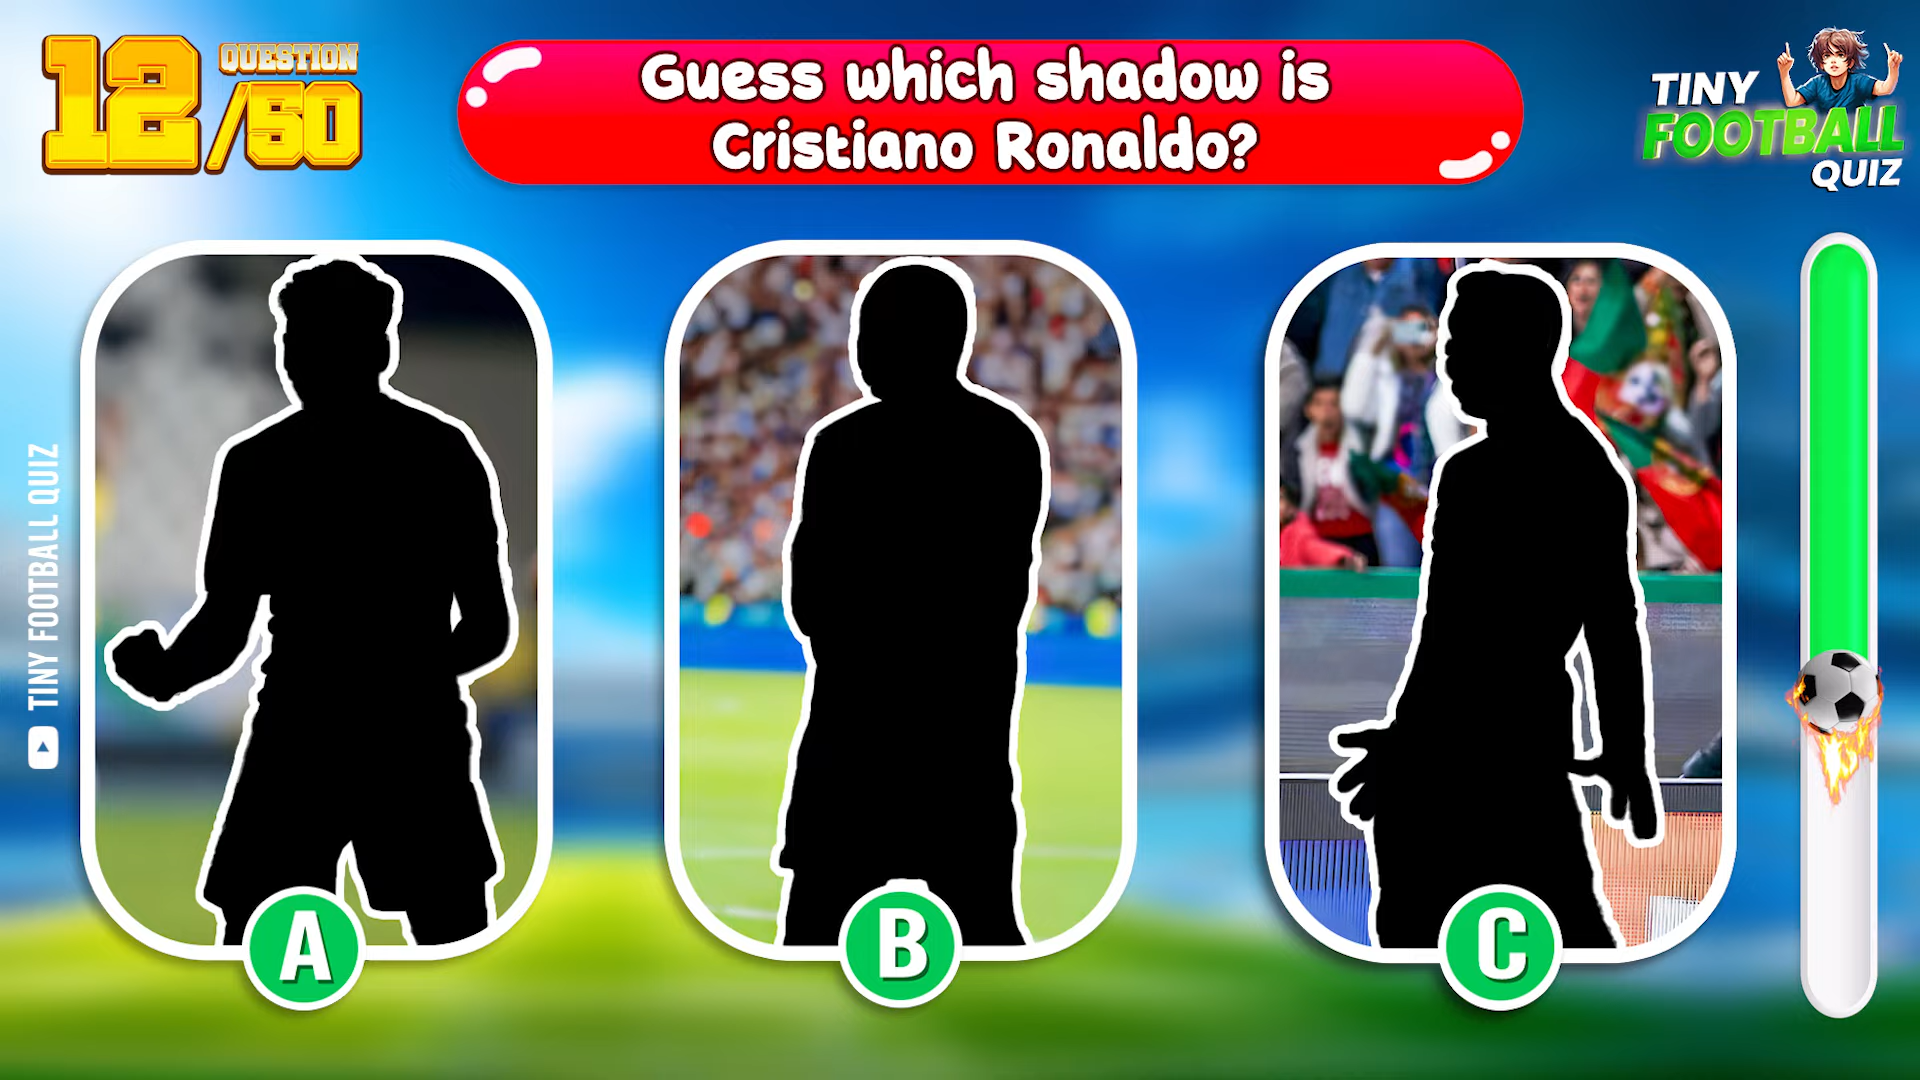 12
QUESTION
/50
Guess which shadow is
Cristiano Ronaldo?
TINY
FOOTBALL
QUIZ
TINY FOOTBALL QUIZ
A
B
C